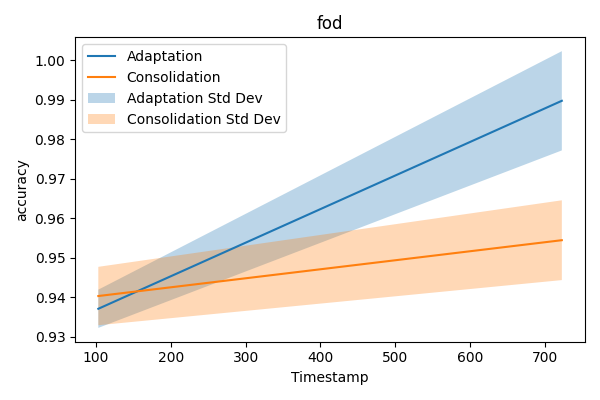 fod
1.00
0.99
0.98
0.97
0.96
0.95
0.94
0.93
accuracy
Adaptation
Consolidation
Adaptation Std Dev
Consolidation Std Dev
100 200 300 400 500 600 700
Timestamp